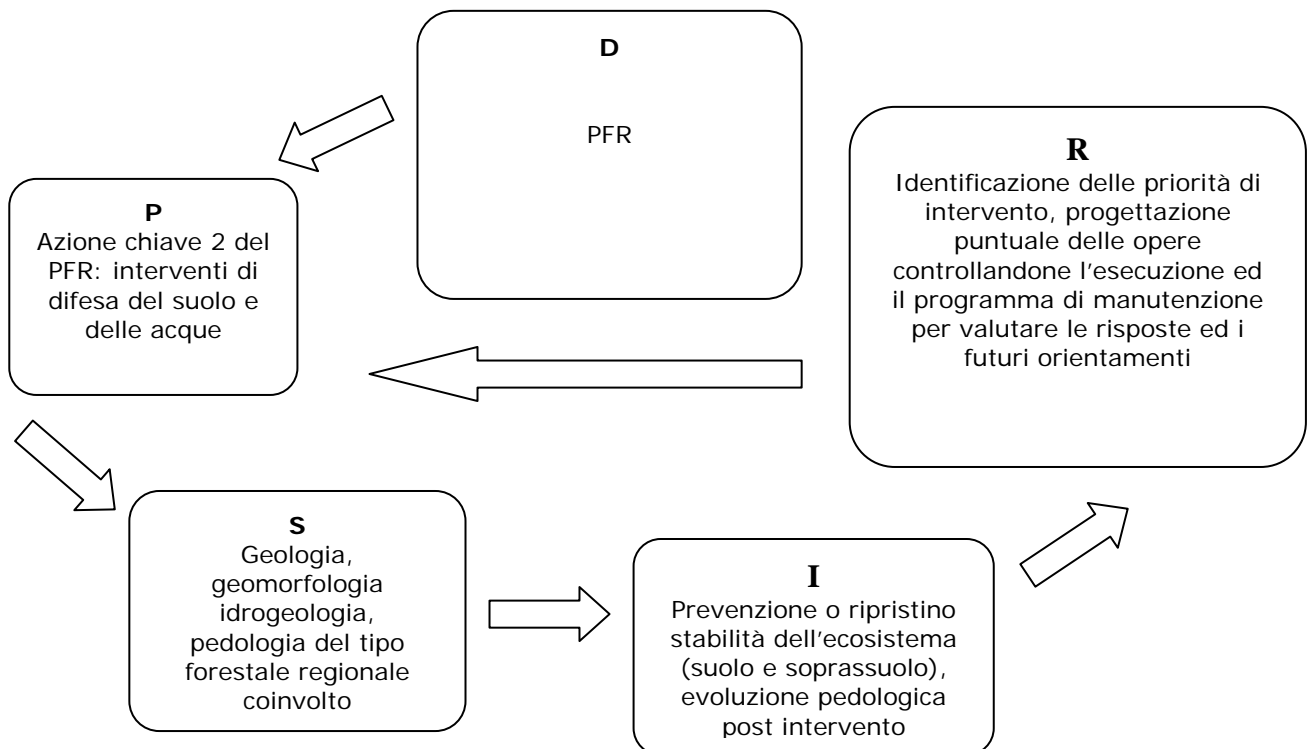 D
PFR
P
Azione chiave 2 del
PFR: interventi di
difesa del suolo e
delle acque
S
Geologia,
geomorfologia
idrogeologia,
pedologia del tipo
forestale regionale
coinvolto
I
Prevenzione o ripristino
stabilità dell'ecosistema
(suolo e soprassuolo),
evoluzione pedologica
post intervento
R
Identificazione delle priorità di
intervento, progettazione
puntuale delle opere
controllandone l'esecuzione ed
il programma di manutenzione
per valutare le risposte ed i
futuri orientamenti